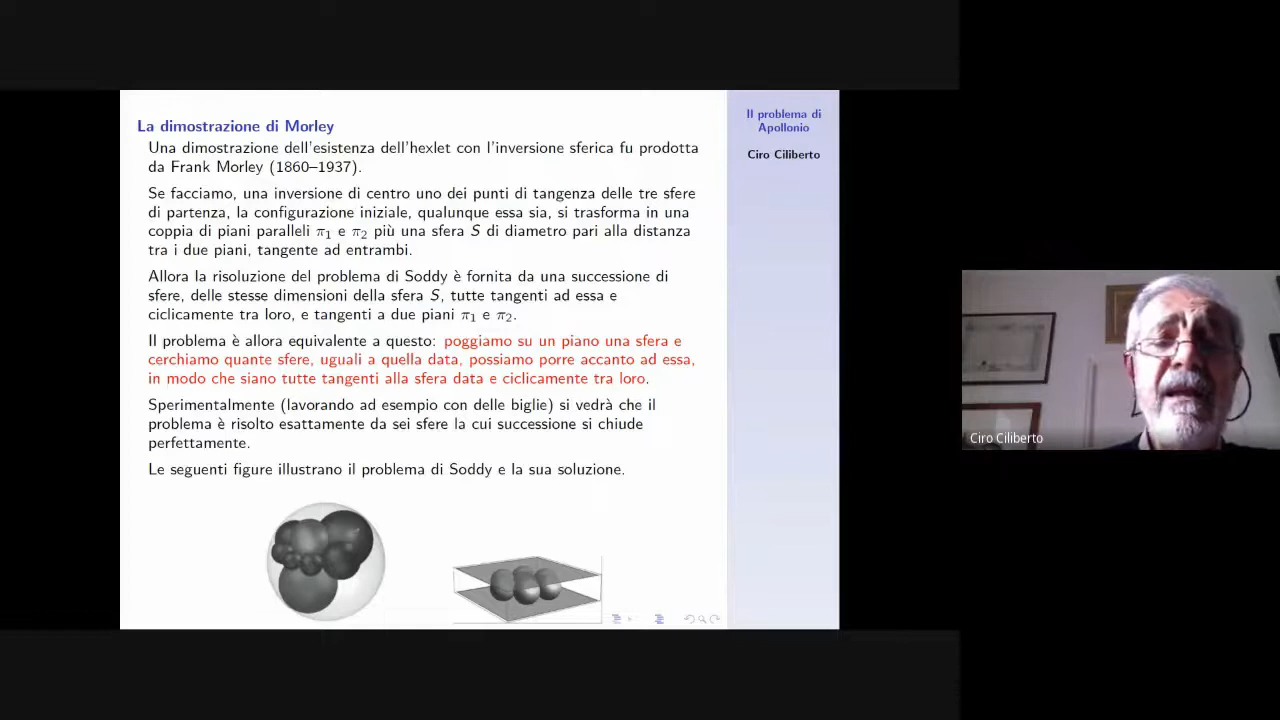 La dimostrazione di Morley
Una dimostrazione dell'esistenza dell'hexlet con l'inversione sferica fu prodotta
da Frank Morley (1860–1937).
Se facciamo, una inversione di centro uno dei punti di tangenza delle tre sfere
di partenza, la configurazione iniziale, qualunque essa sia, si trasforma in una
coppia di piani paralleli π1 e π2 più una sfera S di diametro pari alla distanza
tra i due piani, tangente ad entrambi.
Allora la risoluzione del problema di Soddy è fornita da una successione di
sfere, delle stesse dimensioni della sfera S, tutte tangenti ad essa e
ciclicamente tra loro, e tangenti a due piani π1 e π2.
Il problema è allora equivalente a questo: poggiamo su un piano una sfera e
cerchiamo quante sfere, uguali a quella data, possiamo porre accanto ad essa,
in modo che siano tutte tangenti alla sfera data e ciclicamente tra loro.
Sperimentalmente (lavorando ad esempio con delle biglie) si vedrà che il
problema è risolto esattamente da sei sfere la cui successione si chiude
perfettamente.
Le seguenti figure illustrano il problema di Soddy e la sua soluzione.
Il problema di
Apollonio
Ciro Ciliberto
Ciro Ciliberto